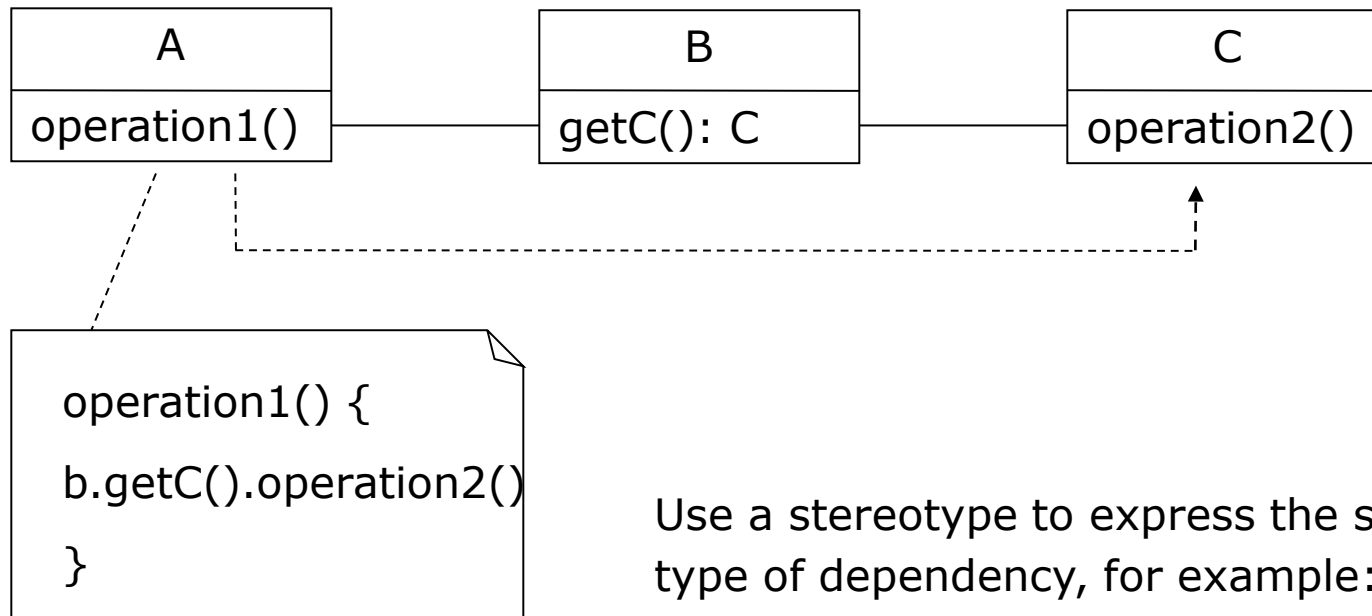 A
operation1()
B
getC(): C
C
operation2()
operation1() {
b.getC().operation2()
}
Use a stereotype to express the
type of dependency, for example: